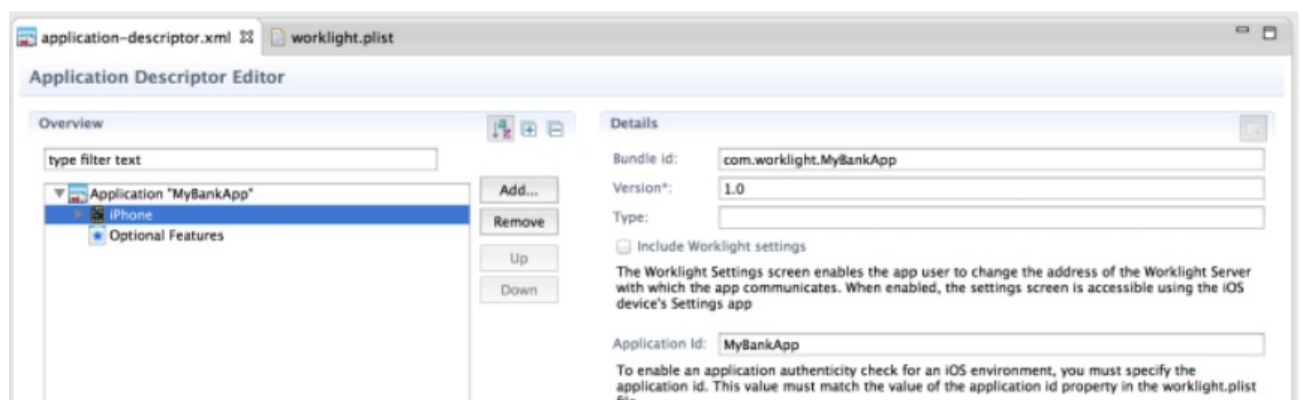 application-descriptor.xml
worklight.plist
Application Descriptor Editor
Overview
type filter text
Application "MyBankApp"
iPhone
Optional Features
Add...
Remove
Up
Down
Details
Bundle id: com.worklight.MyBankApp
Version*: 1.0
Type:
Include Worklight settings
The Worklight Settings screen enables the app user to change the address of the Worklight Server
with which the app communicates. When enabled, the settings screen is accessible using the iOS
device's Settings app
Application Id: MyBankApp
To enable an application authenticity check for an iOS environment, you must specify the
application id. This value must match the value of the application id property in the worklight.plist